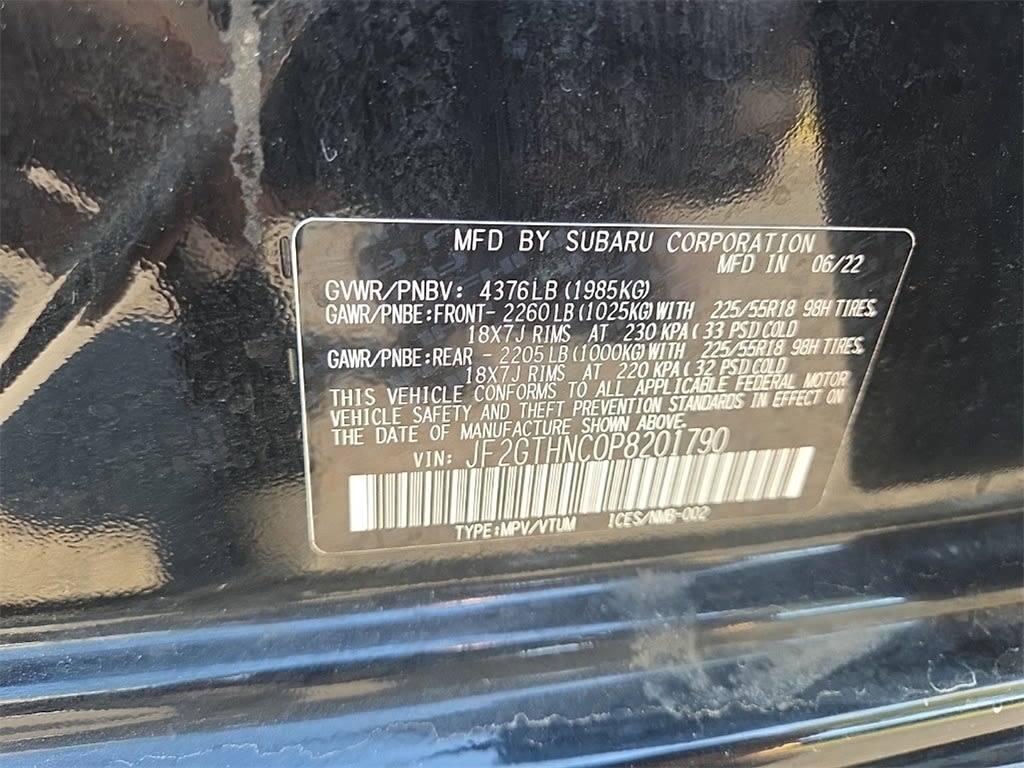 MFD BY SUBARU CORPORATION
MFD IN 06/22
GVWR/PNBV: 4376LB(1985KG)
GAWR/PNBE:FRONT-2260LB(1025KG)WITH 225/55R18 98H TIRES,
18X7J RIMS AT 230 KPA(33 PSI)COLD
GAWR/PNBE:REAR -2205LB(1000KG)WITH 225/55R18 98H TIRES,
18X7J RIMS AT 220 KPA(32 PSI)COLD
THIS VEHICLE CONFORMS TO ALL APPLICABLE FEDERAL MOTOR
VEHICLE SAFETY AND THEFT PREVENTION STANDARDS IN EFFECT ON
THE DATE OF MANUFACTURE SHOWN ABOVE.
VIN: JF2GTHNC0P8201790
TYPE:MPV/VTUM ICES/NMB-002